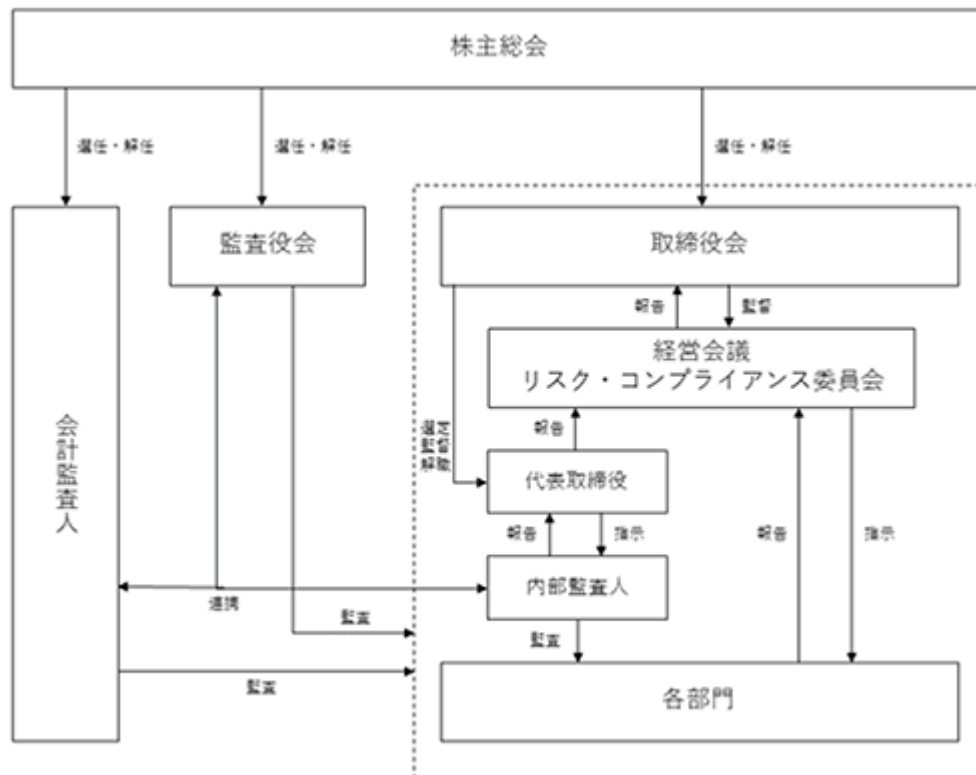 株主総会
選任・解任
選任・解任
選任・解任
会計監査人
監査役会
取締役会
報告
監督
経営会議
リスク・コンプライアンス委員会
選定
監督
解職
報告
代表取締役
報告
指示
報告
指示
内部監査人
連携
監査
監査
監査
各部門